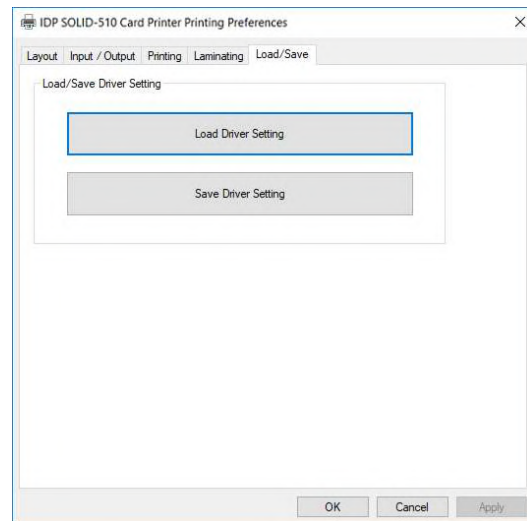 IDP SOLID-510 Card Printer Printing Preferences
Layout Input / Output Printing Laminating Load/Save
Load/Save Driver Setting
Load Driver Setting
Save Driver Setting
OK Cancel Apply